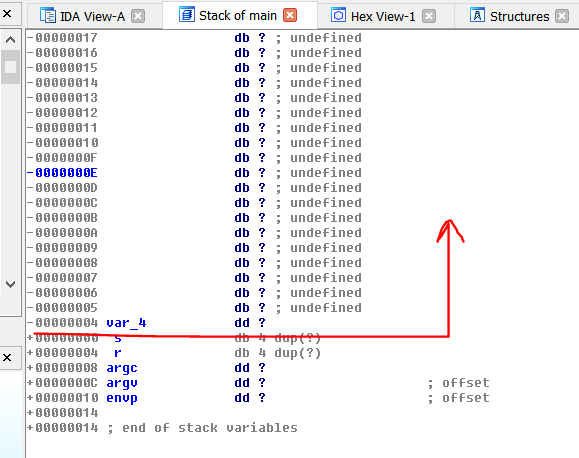 IDA View-A Stack of main Hex View-1 Structures
-00000017 db ? ; undefined
-00000016 db ? ; undefined
-00000015 db ? ; undefined
-00000014 db ? ; undefined
-00000013 db ? ; undefined
-00000012 db ? ; undefined
-00000011 db ? ; undefined
-00000010 db ? ; undefined
-0000000F db ? ; undefined
-0000000E db ? ; undefined
-0000000D db ? ; undefined
-0000000C db ? ; undefined
-0000000B db ? ; undefined
-0000000A db ? ; undefined
-00000009 db ? ; undefined
-00000008 db ? ; undefined
-00000007 db ? ; undefined
-00000006 db ? ; undefined
-00000005 db ? ; undefined
-00000004 var_4 dd ?
+00000000 s db 4 dup(?)
+00000004 r db 4 dup(?)
+00000008 argc dd ?
+0000000C argv dd ? ; offset
+00000010 envp dd ? ; offset
+00000014
+00000014 ; end of stack variables